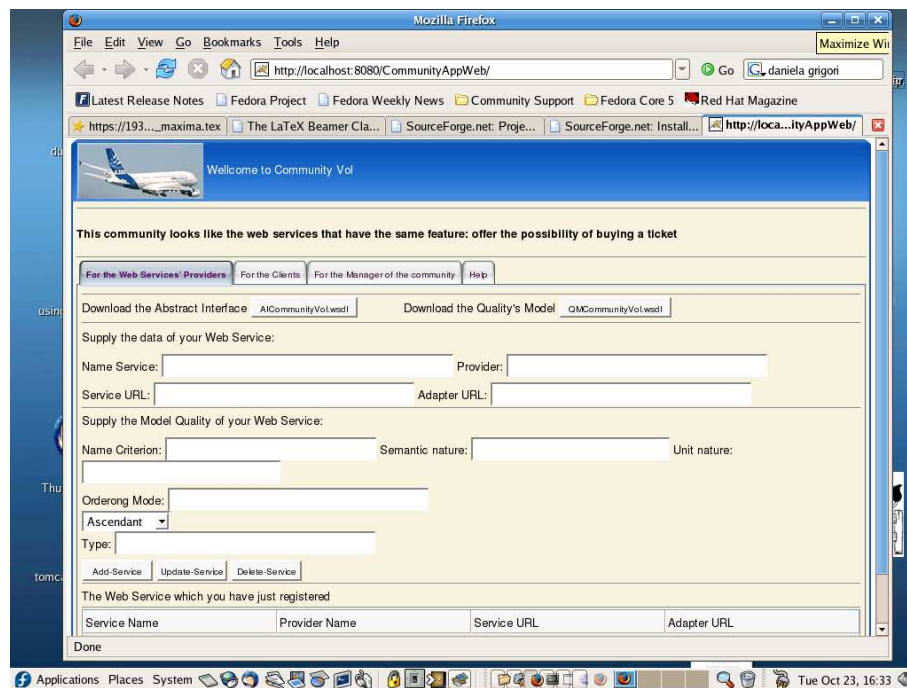 Mozilla Firefox
File Edit View Go Bookmarks Tools Help
Maximize Wi
http://localhost:8080/CommunityAppWeb/ Go G daniela grigori
Latest Release Notes Fedora Project Fedora Weekly News Community Support Fedora Core 5 Red Hat Magazine
https://193..._maxima.tex The LaTeX Beamer Cla... SourceForge.net: Proje... SourceForge.net: Install... http://loca...ityAppWeb/
Wellcome to Community Vol
This community looks like the web services that have the same feature: offer the possibility of buying a ticket
For the Web Services' Providers For the Clients For the Manager of the community Help
Download the Abstract Interface AICommunityVol.wsdl Download the Quality's Model QMCommunityVol.wsdl
using
Supply the data of your Web Service:
Name Service: Provider:
Service URL: Adapter URL:
Supply the Model Quality of your Web Service:
Name Criterion: Semantic nature: Unit nature:
Thu
Orderong Mode:
Ascendant
Type:
Add-Service Update-Service Delete-Service
tomc
The Web Service which you have just registered
Service Name Provider Name Service URL Adapter URL
Done
Applications Places System Tue Oct 23, 16:33